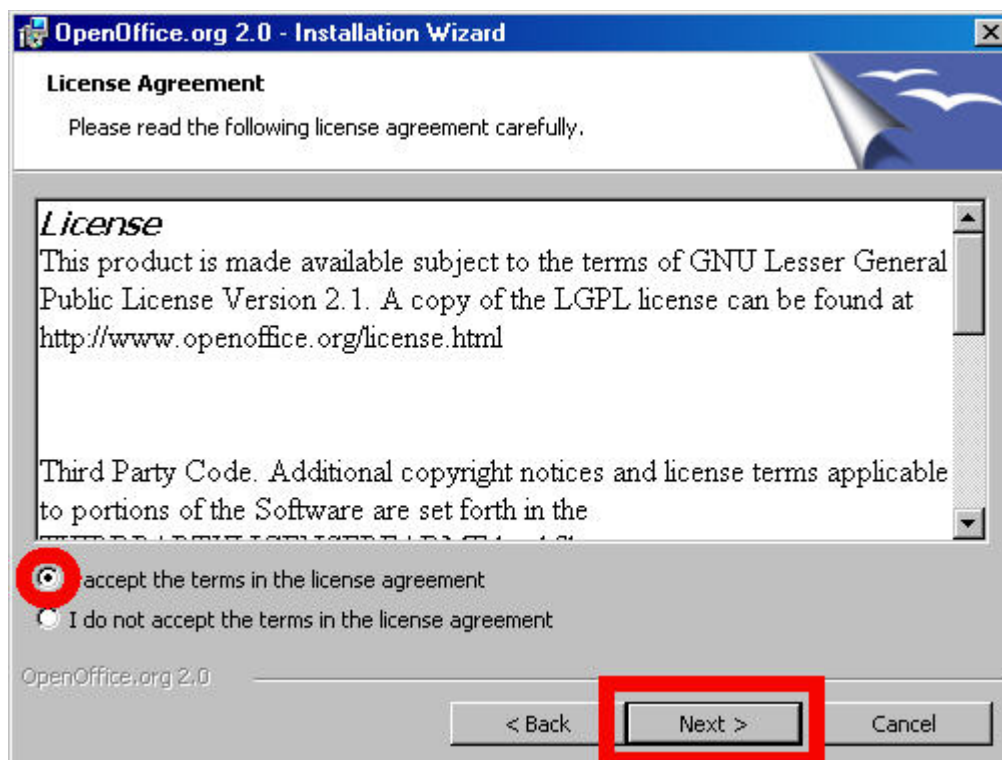 OpenOffice.org 2.0 - Installation Wizard
License Agreement
Please read the following license agreement carefully.
License
This product is made available subject to the terms of GNU Lesser General
Public License Version 2.1. A copy of the LGPL license can be found at
http://www.openoffice.org/license.html
Third Party Code. Additional copyright notices and license terms applicable
to portions of the Software are set forth in the
accept the terms in the license agreement
I do not accept the terms in the license agreement
OpenOffice.org 2.0
< Back
Next >
Cancel